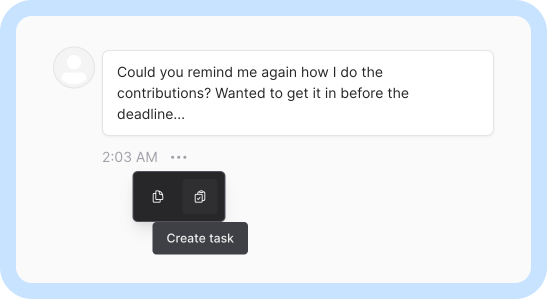 Could you remind me again how I do the
contributions? Wanted to get it in before the
deadline...
2:03 AM
Create task